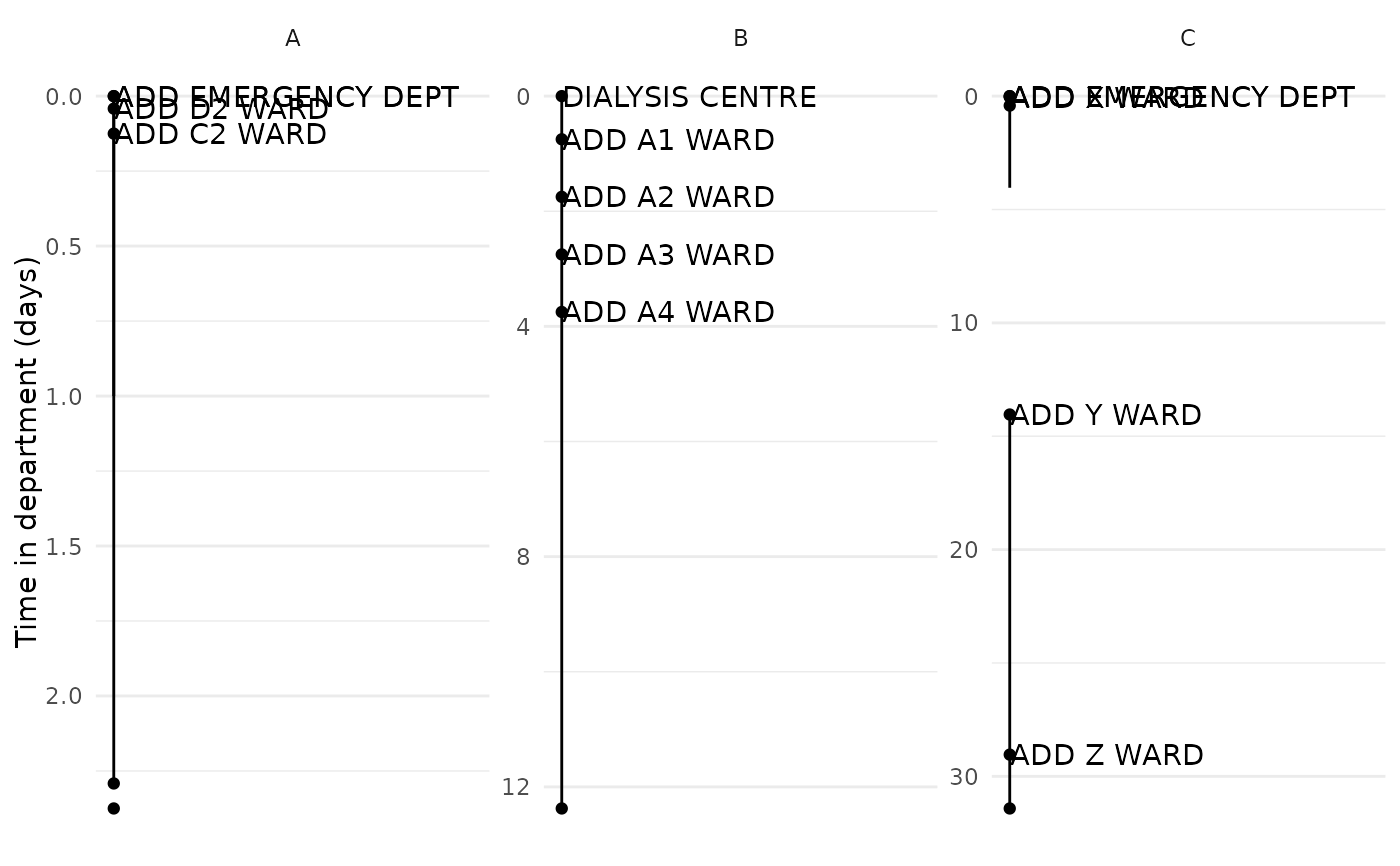 A
B
C
Time in department (days)
0.0
0.5
1.0
1.5
2.0
ADD EMERGENCY DEPT
ADD D2 WARD
ADD C2 WARD
0
4
8
12
DIALYSIS CENTRE
ADD A1 WARD
ADD A2 WARD
ADD A3 WARD
ADD A4 WARD
0
10
20
30
ADD EMERGENCY DEPT
ADD X WARD
ADD Y WARD
ADD Z WARD